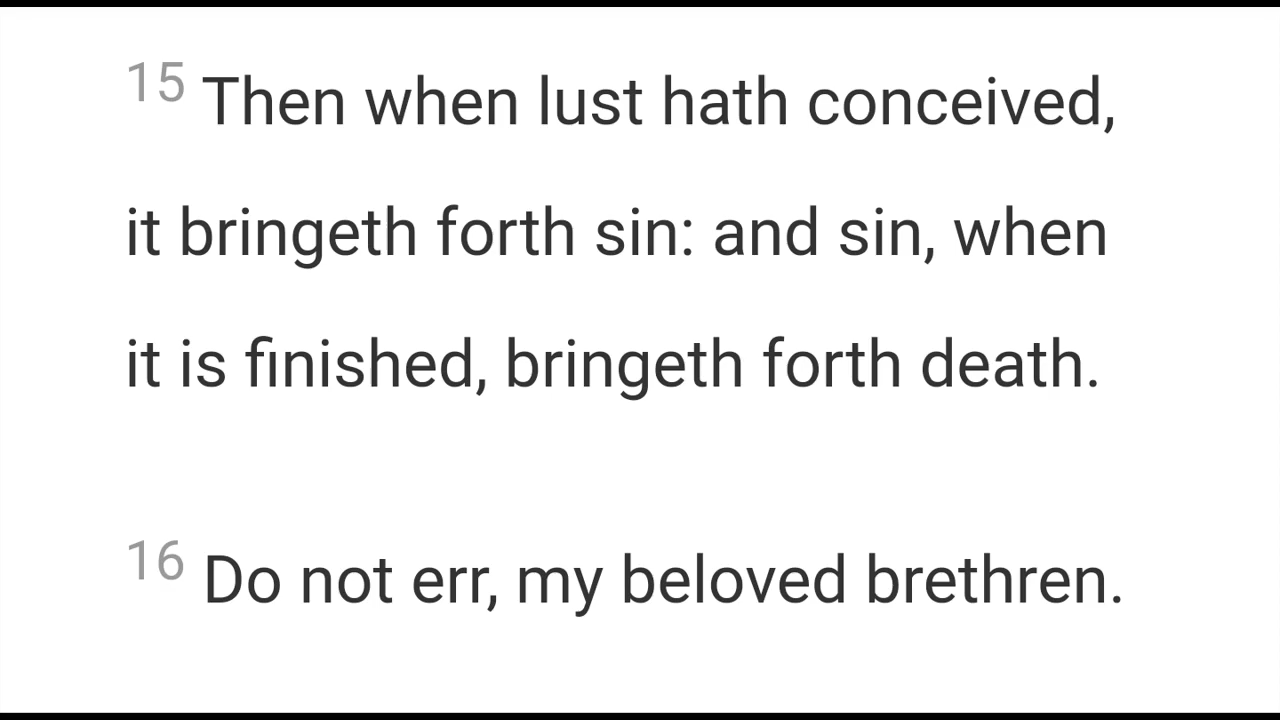 15 Then when lust hath conceived,
it bringeth forth sin: and sin, when
it is finished, bringeth forth death.
16 Do not err, my beloved brethren.